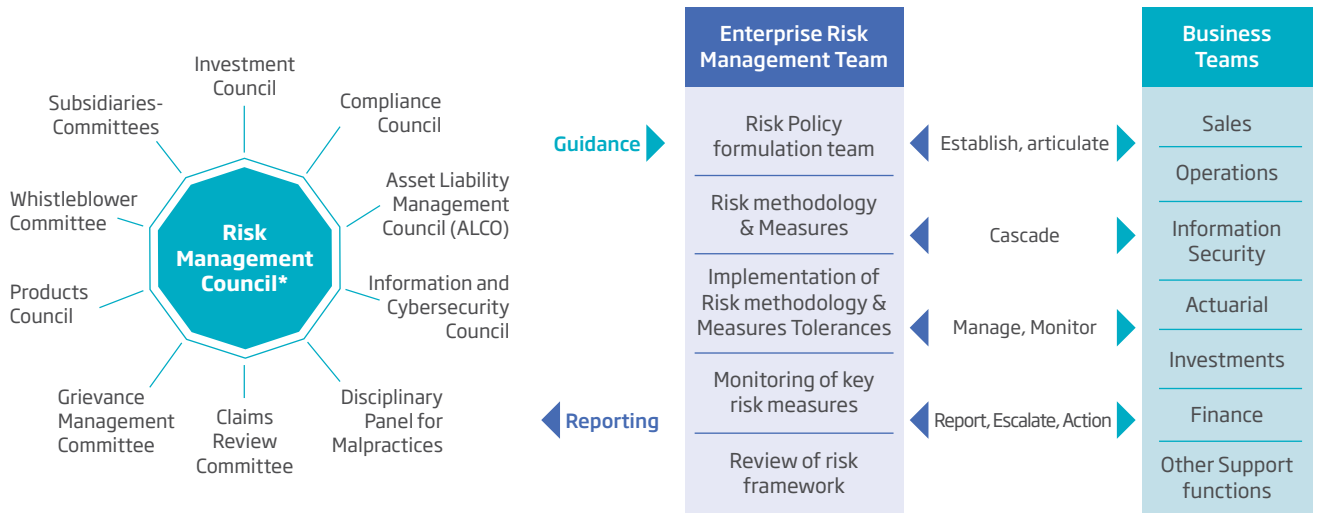 Investment
Council
Compliance
Council
Asset Liability
Management
Council (ALCO)
Information and
Cybersecurity
Council
Disciplinary
Panel for
Malpractices
Claims
Review
Committee
Grievance
Management
Committee
Products
Council
Whistleblower
Committee
Subsidiaries-
Committees
Risk
Management
Council*
Guidance
Reporting
Enterprise Risk
Management Team
Risk Policy
formulation team
Risk methodology
& Measures
Implementation of
Risk methodology &
Measures Tolerances
Monitoring of key
risk measures
Review of risk
framework
Establish, articulate
Cascade
Manage, Monitor
Report, Escalate, Action
Business
Teams
Sales
Operations
Information
Security
Actuarial
Investments
Finance
Other Support
functions